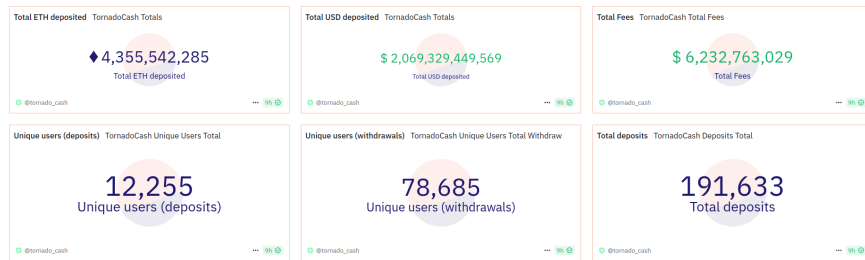 Total ETH deposited TornadoCash Totals
♦ 4,355,542,285
Total ETH deposited
@tornado_cash
9h
Total USD deposited TornadoCash Totals
$ 2,069,329,449,569
Total USD deposited
@tornado_cash
9h
Total Fees TornadoCash Total Fees
$ 6,232,763,029
Total Fees
@tornado_cash
9h
Unique users (deposits) TornadoCash Unique Users Total
12,255
Unique users (deposits)
@tornado_cash
9h
Unique users (withdrawals) TornadoCash Unique Users Total Withdraw
78,685
Unique users (withdrawals)
@tornado_cash
9h
Total deposits TornadoCash Deposits Total
191,633
Total deposits
@tornado_cash
9h